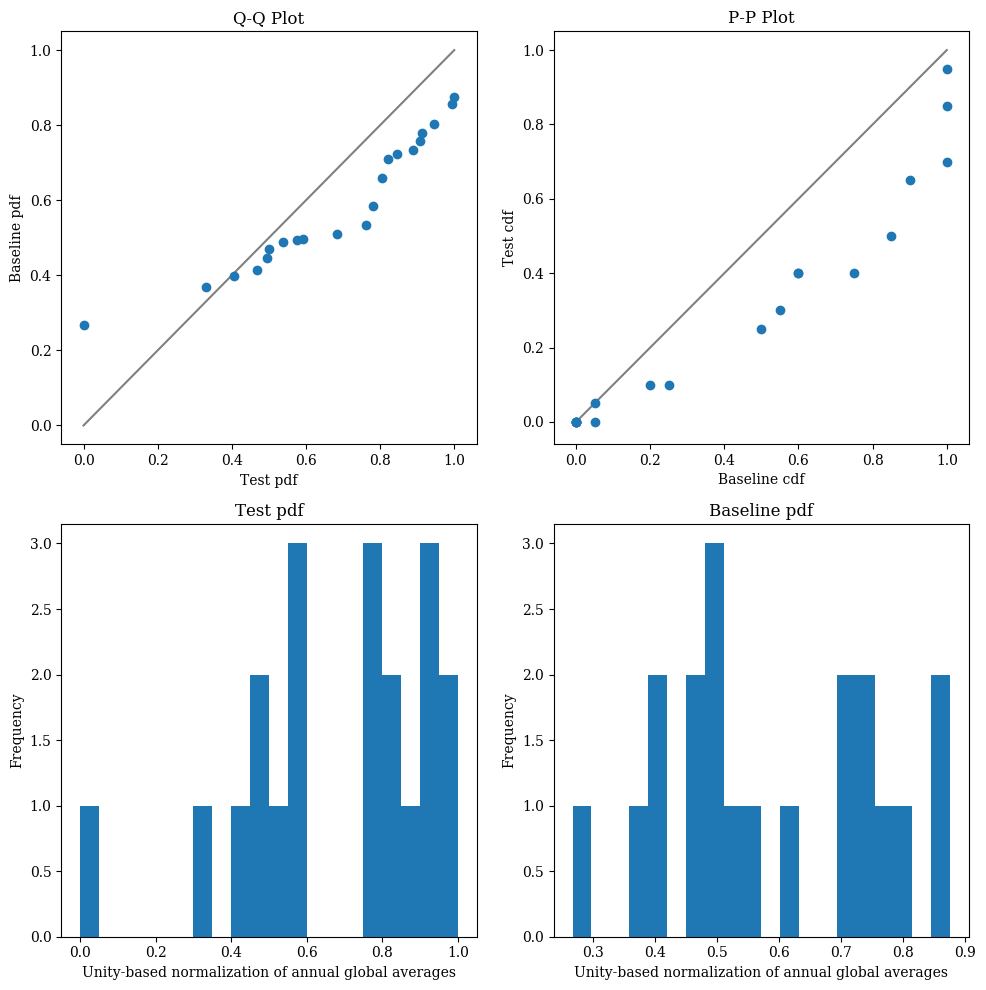 Q-Q Plot
1.0
0.8
0.6
0.4
0.2
0.0
Baseline pdf
0.0 0.2 0.4 0.6 0.8 1.0
Test pdf
P-P Plot
1.0
0.8
0.6
0.4
0.2
0.0
Test cdf
0.0 0.2 0.4 0.6 0.8 1.0
Baseline cdf
Test pdf
3.0
2.5
2.0
1.5
1.0
0.5
0.0
Frequency
0.0 0.2 0.4 0.6 0.8 1.0
Unity-based normalization of annual global averages
Baseline pdf
3.0
2.5
2.0
1.5
1.0
0.5
0.0
Frequency
0.3 0.4 0.5 0.6 0.7 0.8 0.9
Unity-based normalization of annual global averages